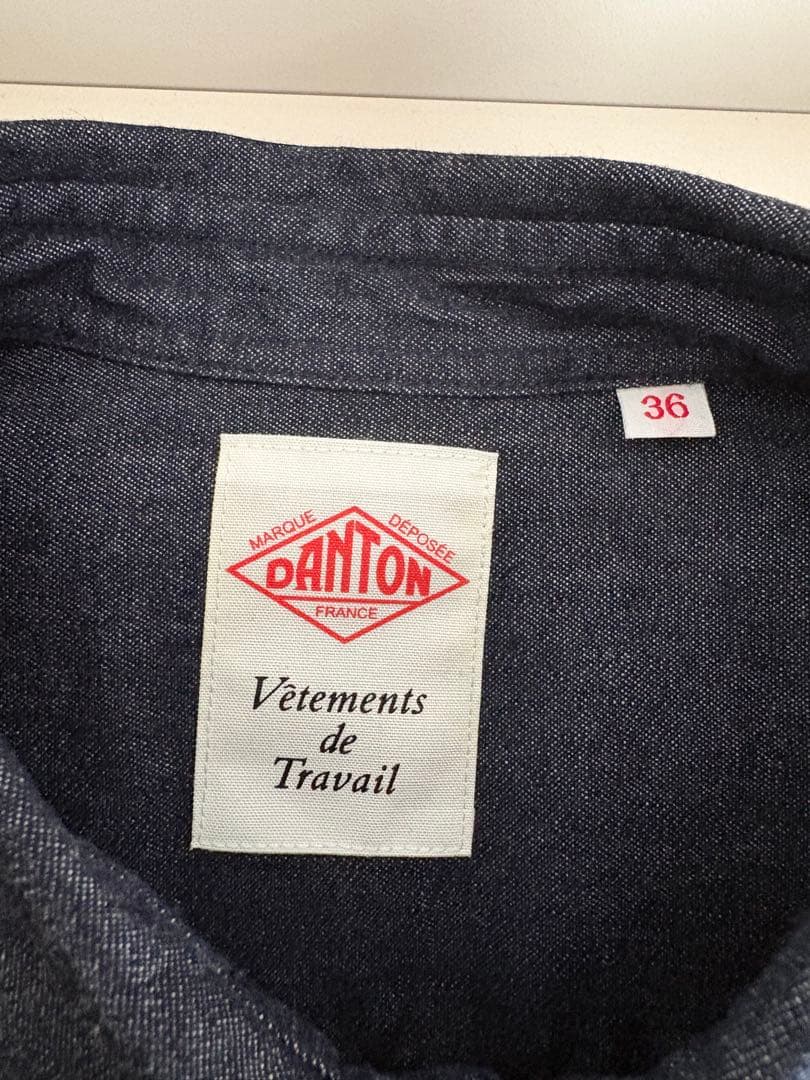 36
MARQUE DÉPOSÉE
DANTON
FRANCE
Vêtements
de
Travail